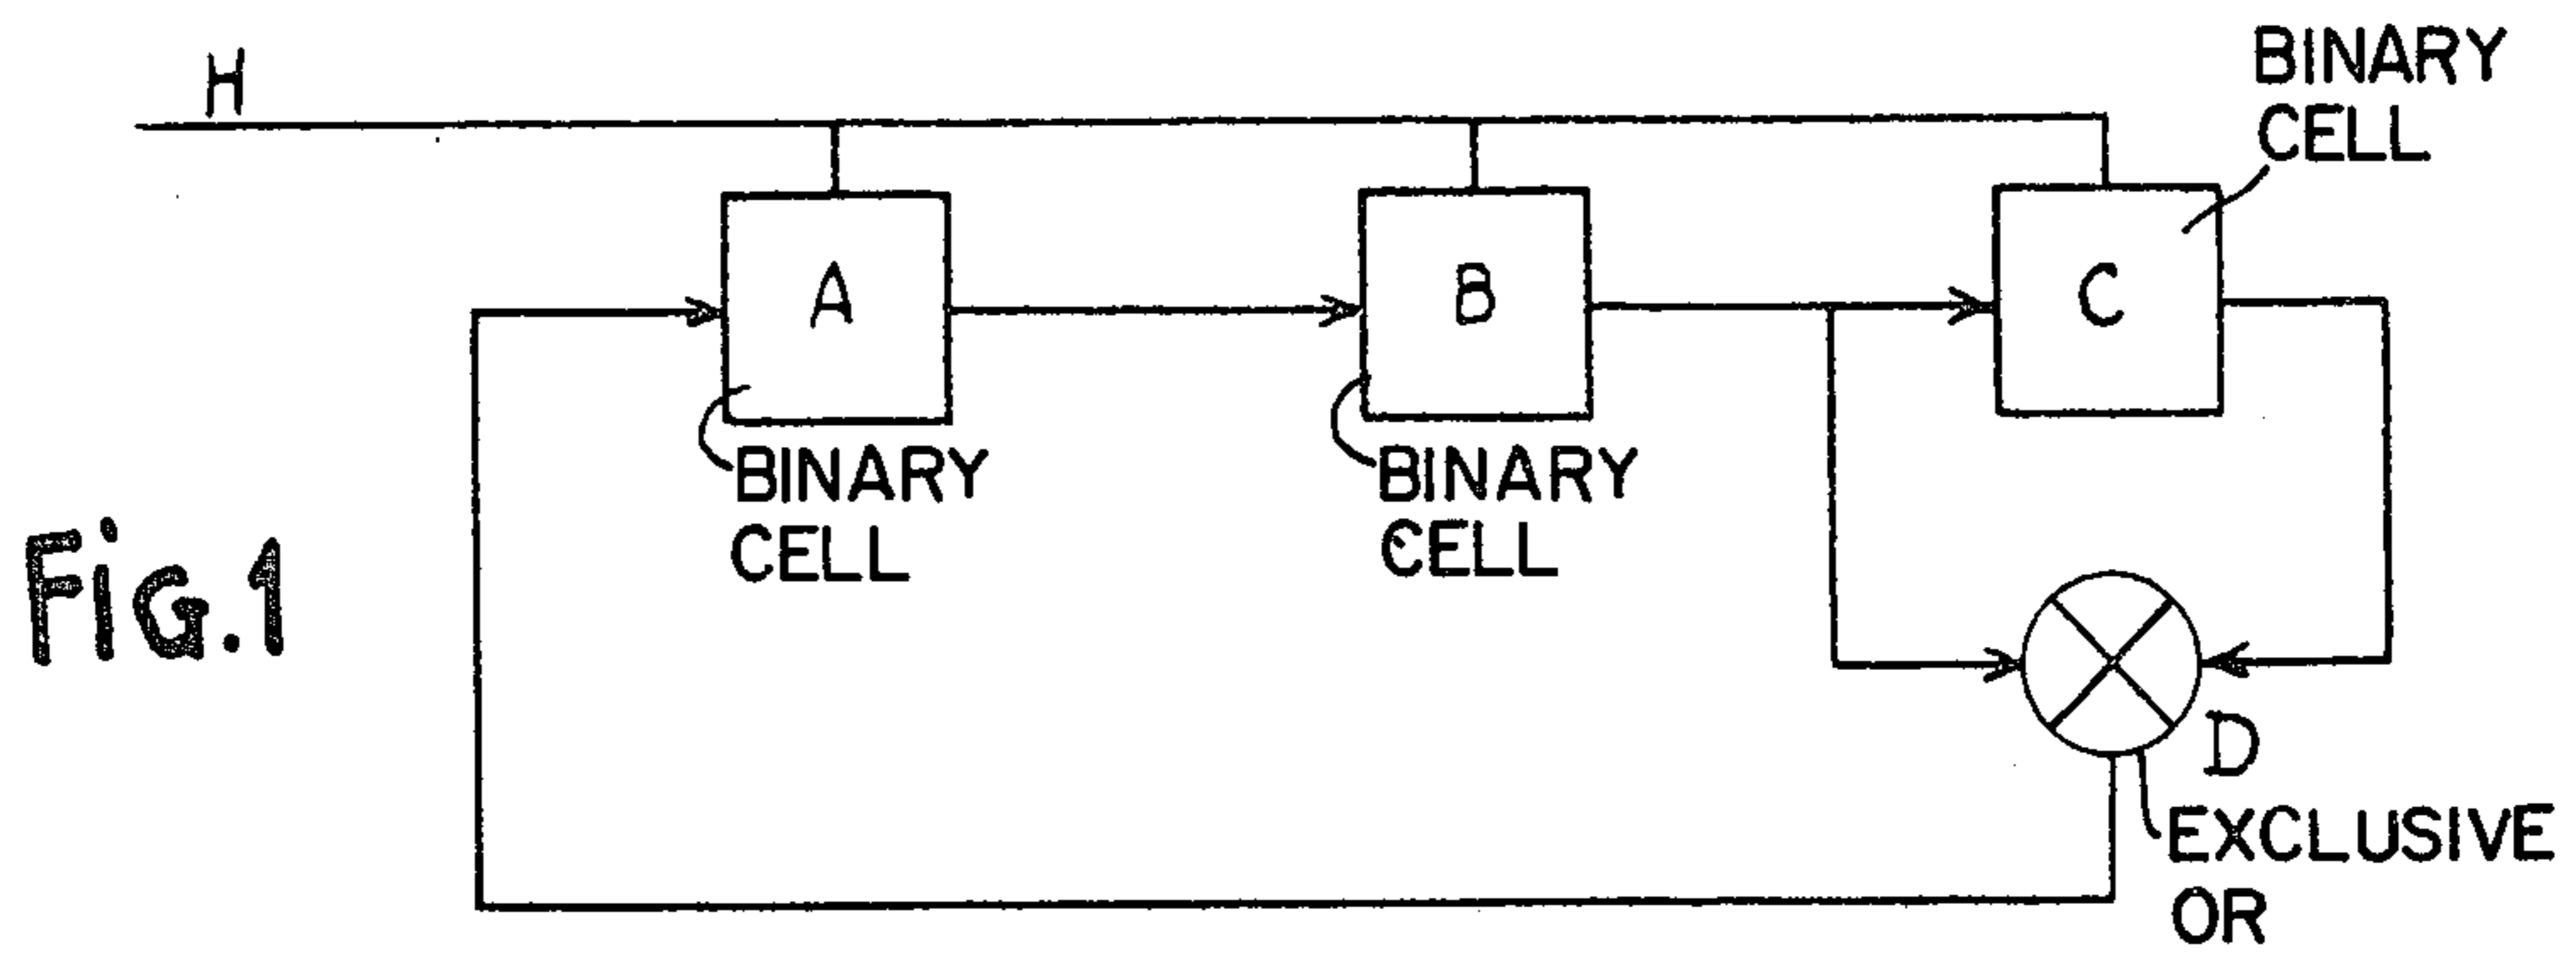 H
BINARY
CELL
A
B
C
BINARY
CELL
BINARY
CELL
Fig.1
D
EXCLUSIVE
OR